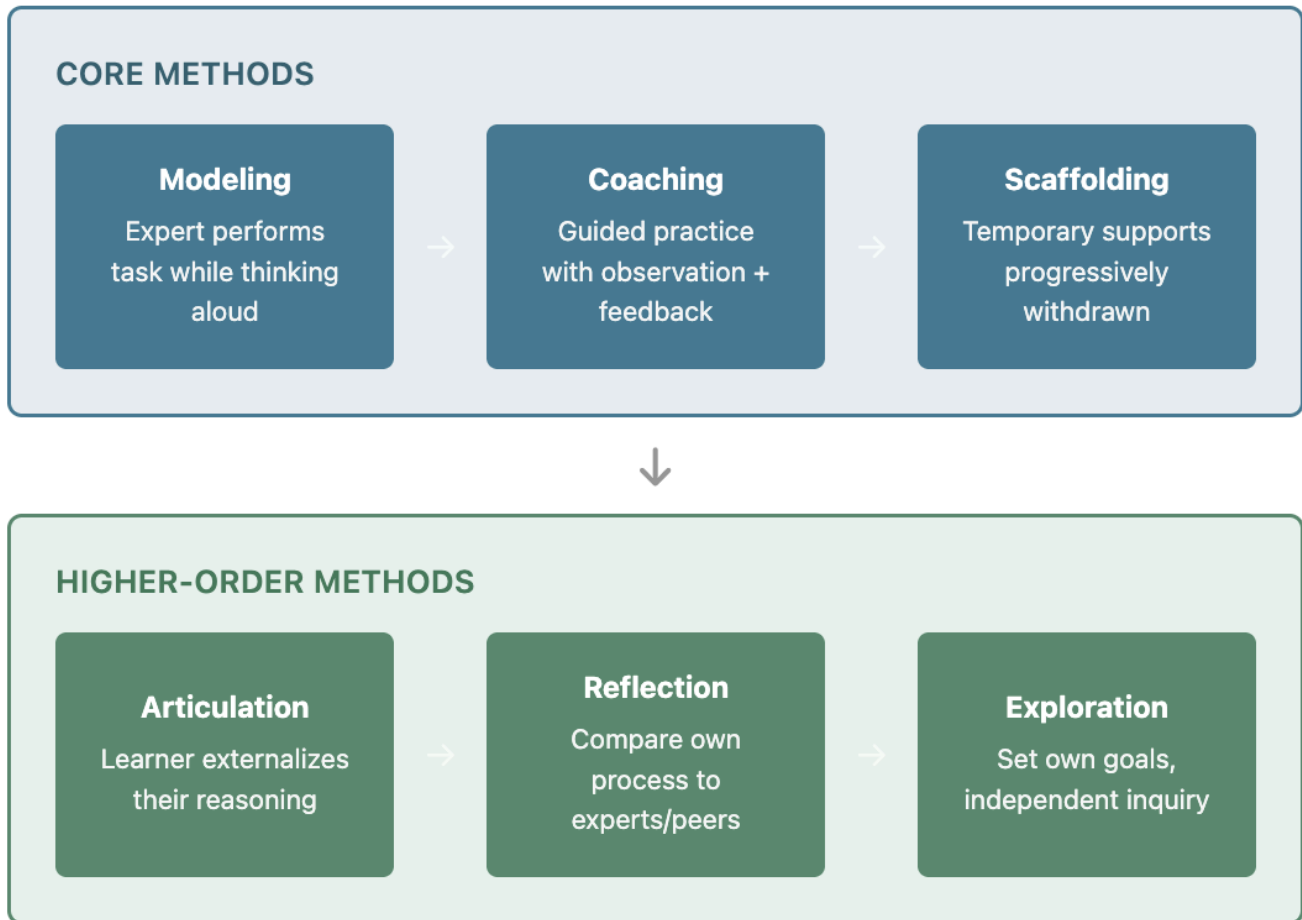 CORE METHODS
Modeling
Expert performs
task while thinking
aloud
→
Coaching
Guided practice
with observation +
feedback
→
Scaffolding
Temporary supports
progressively
withdrawn
↓
HIGHER-ORDER METHODS
Articulation
Learner externalizes
their reasoning
→
Reflection
Compare own
process to
experts/peers
→
Exploration
Set own goals,
independent inquiry